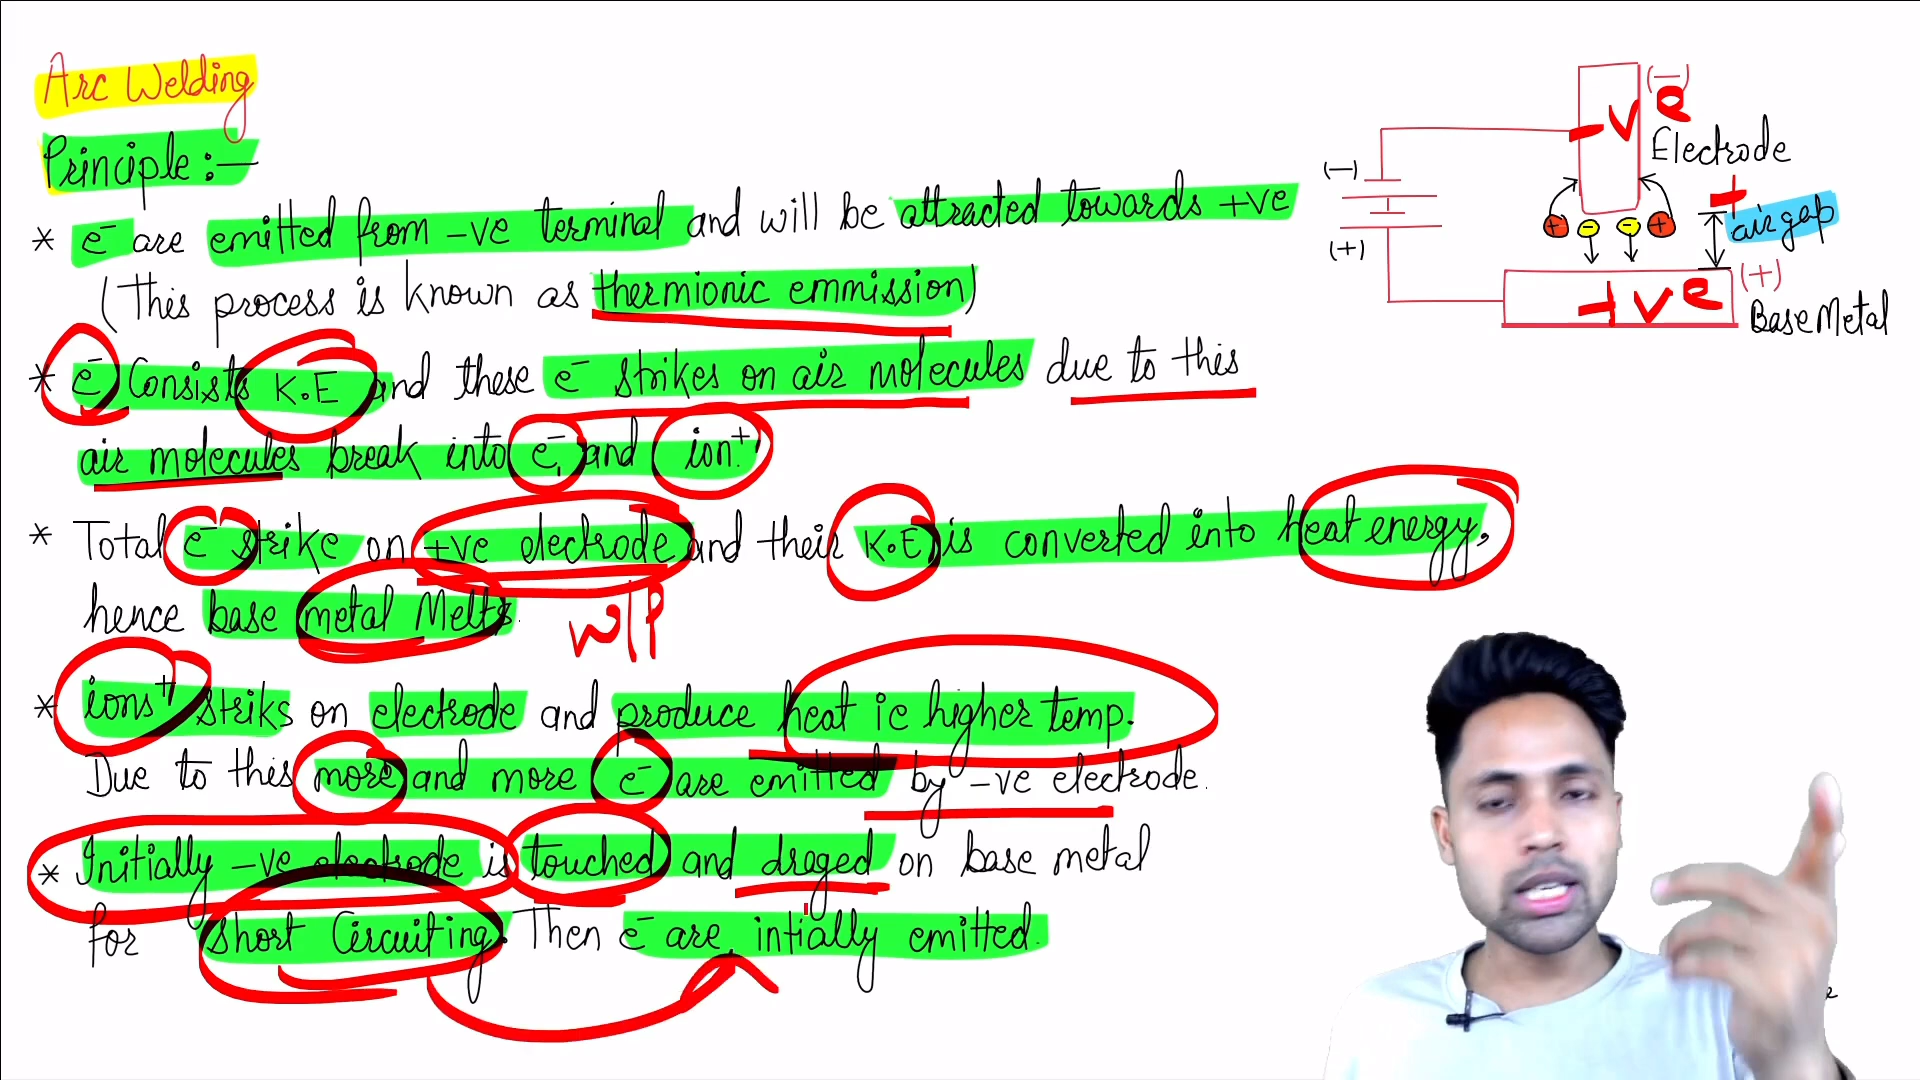 Arc Welding
Principle :-
* e⁻ are emitted from -ve terminal and will be attracted towards +ve
(This process is known as thermionic emmission)
* e⁻ Consists K.E and these e⁻ strikes on air molecules due to this
air molecules break into e⁻, and ion⁺.
* Total e⁻ strike on +ve electrode and their K.E is converted into heat energy,
hence base metal Melts.
W/P
* ions⁺ striks on electrode and produce heat ie higher temp.
Due to this more and more e⁻ are emitted by -ve electrode.
* Initially -ve electrode is touched and draged on base metal
for short Circuiting. Then e⁻ are intially emitted.
(-)
-ve
Electrode
(-)
+
air gap
+ - - +
(+)
+ve
(+)
Base Metal